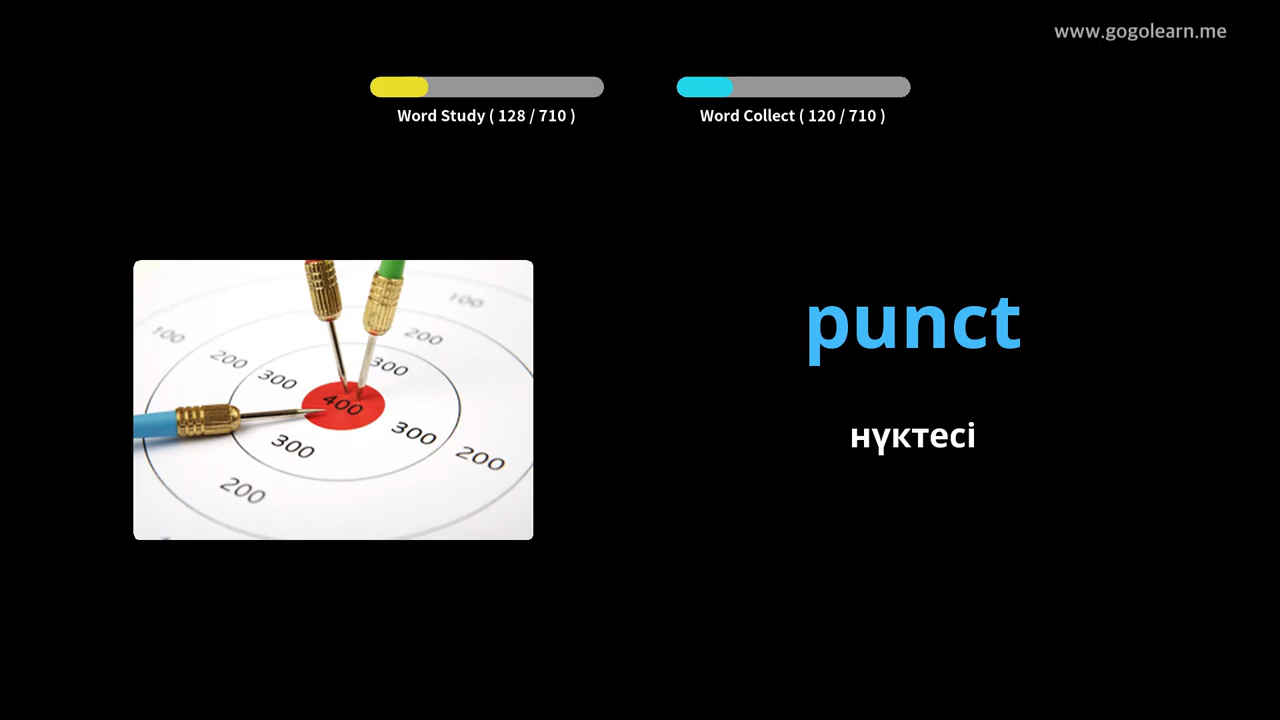 www.gogolearn.me
Word Study ( 128 / 710 )
Word Collect ( 120 / 710 )
punct
нүктесі
100
100
200
200
300
300
400
300
300
200
200